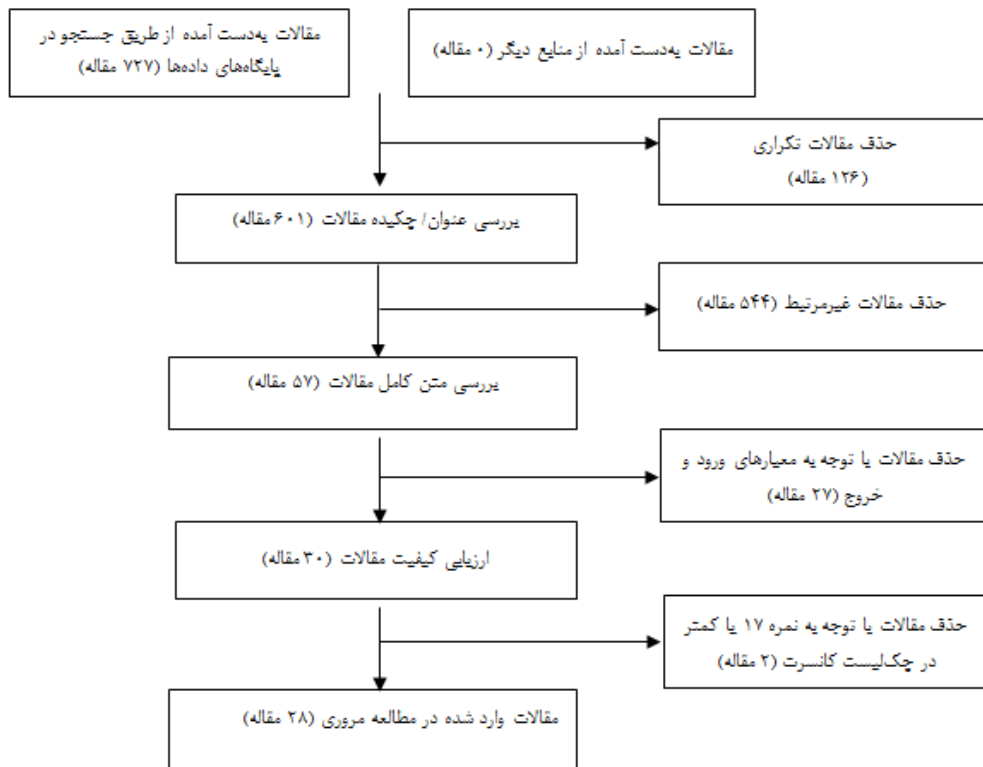 مقالات به‌دست آمده از طریق جستجو در
پایگاه‌های داده‌ها (۷۲۷ مقاله)
مقالات به‌دست آمده از منابع دیگر (۰ مقاله)
حذف مقالات تکراری
(۱۲۶ مقاله)
بررسی عنوان/ چکیده مقالات (۶۰۱ مقاله)
حذف مقالات غیرمرتبط (۵۴۴ مقاله)
بررسی متن کامل مقالات (۵۷ مقاله)
حذف مقالات با توجه به معیارهای ورود و
خروج (۲۷ مقاله)
ارزیابی کیفیت مقالات (۳۰ مقاله)
حذف مقالات با توجه به نمره ۱۷ یا کمتر
در چک‌لیست کانسرت (۲ مقاله)
مقالات وارد شده در مطالعه مروری (۲۸ مقاله)